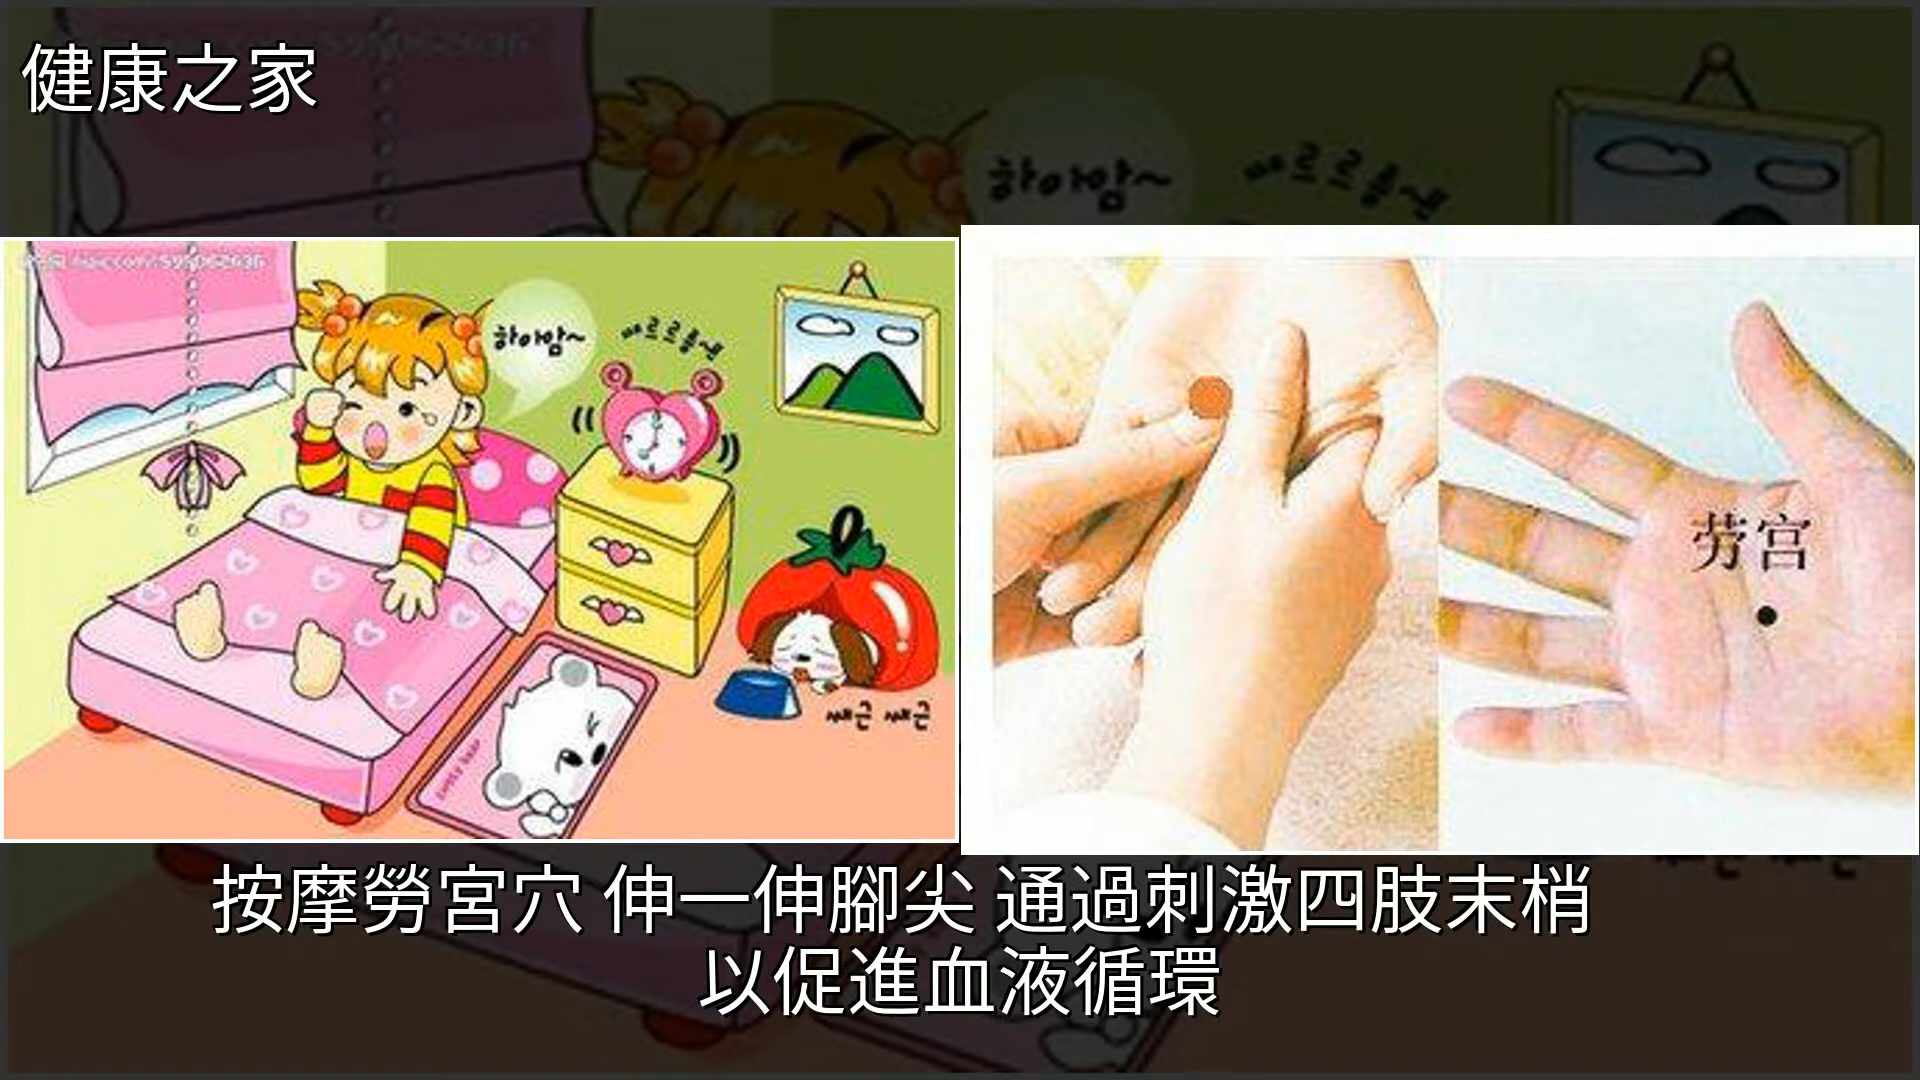 健康之家
하아암~
따르르릉~
劳宫
쌔근 쌔근
按摩勞宮穴 伸一伸腳尖 通過刺激四肢末梢
以促進血液循環